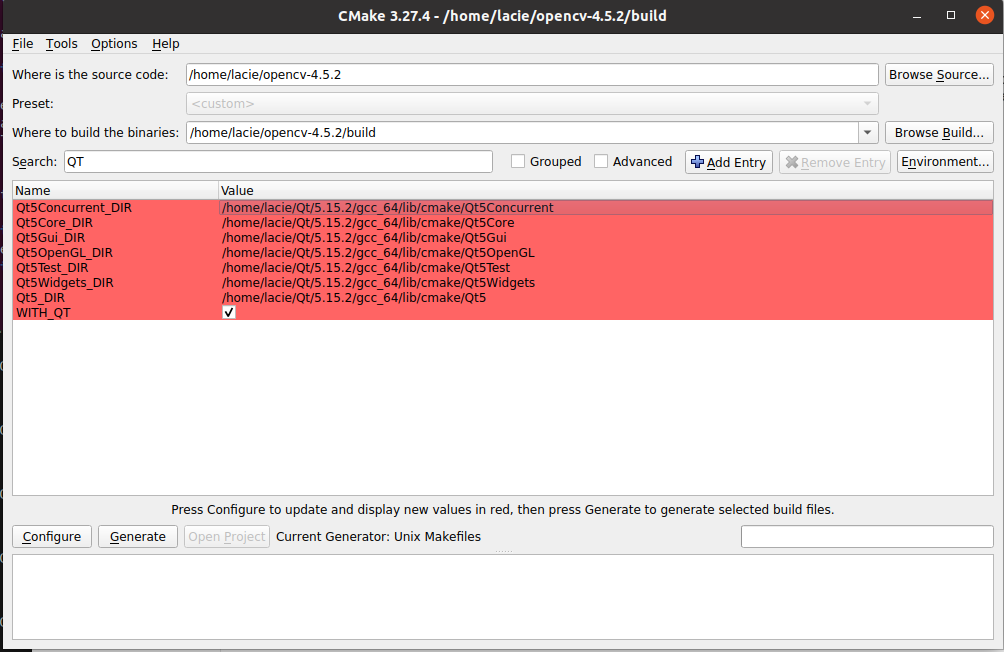 CMake 3.27.4 - /home/lacie/opencv-4.5.2/build
File Tools Options Help
Where is the source code: /home/lacie/opencv-4.5.2 Browse Source...
Preset: <custom>
Where to build the binaries: /home/lacie/opencv-4.5.2/build Browse Build...
Search: QT Grouped Advanced Add Entry Remove Entry Environment...
Name Value
Qt5Concurrent_DIR /home/lacie/Qt/5.15.2/gcc_64/lib/cmake/Qt5Concurrent
Qt5Core_DIR /home/lacie/Qt/5.15.2/gcc_64/lib/cmake/Qt5Core
Qt5Gui_DIR /home/lacie/Qt/5.15.2/gcc_64/lib/cmake/Qt5Gui
Qt5OpenGL_DIR /home/lacie/Qt/5.15.2/gcc_64/lib/cmake/Qt5OpenGL
Qt5Test_DIR /home/lacie/Qt/5.15.2/gcc_64/lib/cmake/Qt5Test
Qt5Widgets_DIR /home/lacie/Qt/5.15.2/gcc_64/lib/cmake/Qt5Widgets
Qt5_DIR /home/lacie/Qt/5.15.2/gcc_64/lib/cmake/Qt5
WITH_QT
Press Configure to update and display new values in red, then press Generate to generate selected build files.
Configure Generate Open Project Current Generator: Unix Makefiles